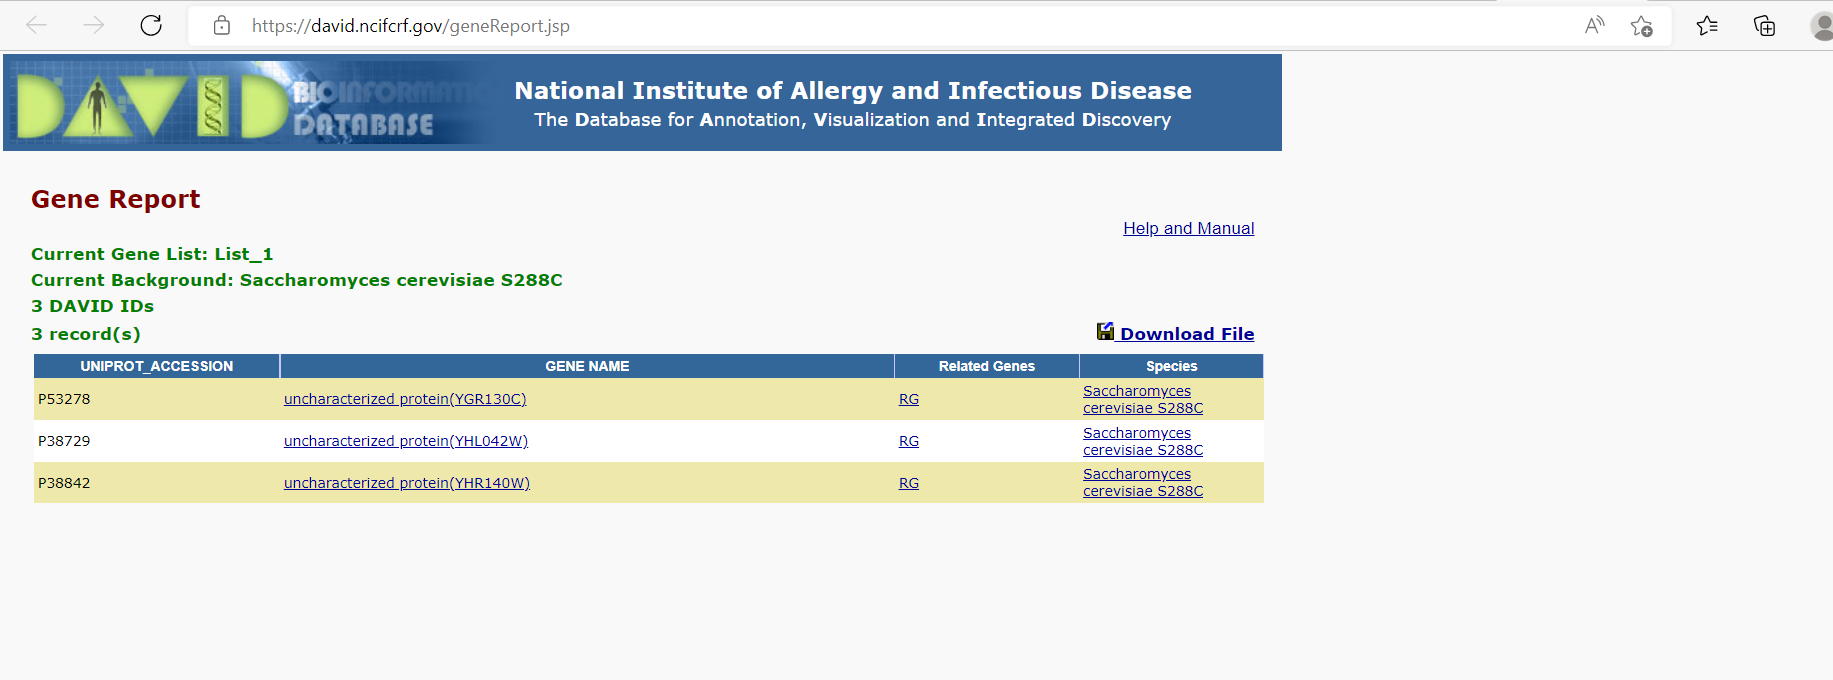 https://david.ncifcrf.gov/geneReport.jsp
DAVID BIOINFORMATICS DATABASE
National Institute of Allergy and Infectious Disease
The Database for Annotation, Visualization and Integrated Discovery
Gene Report
Help and Manual
Current Gene List: List_1
Current Background: Saccharomyces cerevisiae S288C
3 DAVID IDs
3 record(s)
Download File
UNIPROT_ACCESSION GENE NAME Related Genes Species
P53278 uncharacterized protein(YGR130C) RG Saccharomyces cerevisiae S288C
P38729 uncharacterized protein(YHL042W) RG Saccharomyces cerevisiae S288C
P38842 uncharacterized protein(YHR140W) RG Saccharomyces cerevisiae S288C